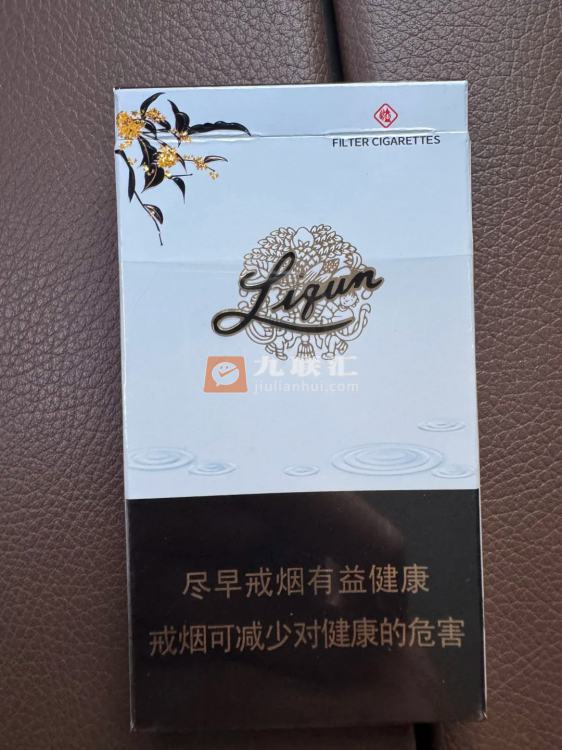 FILTER CIGARETTES
Liqun
九联汇
jiulianhui.com
尽早戒烟有益健康
戒烟可减少对健康的危害